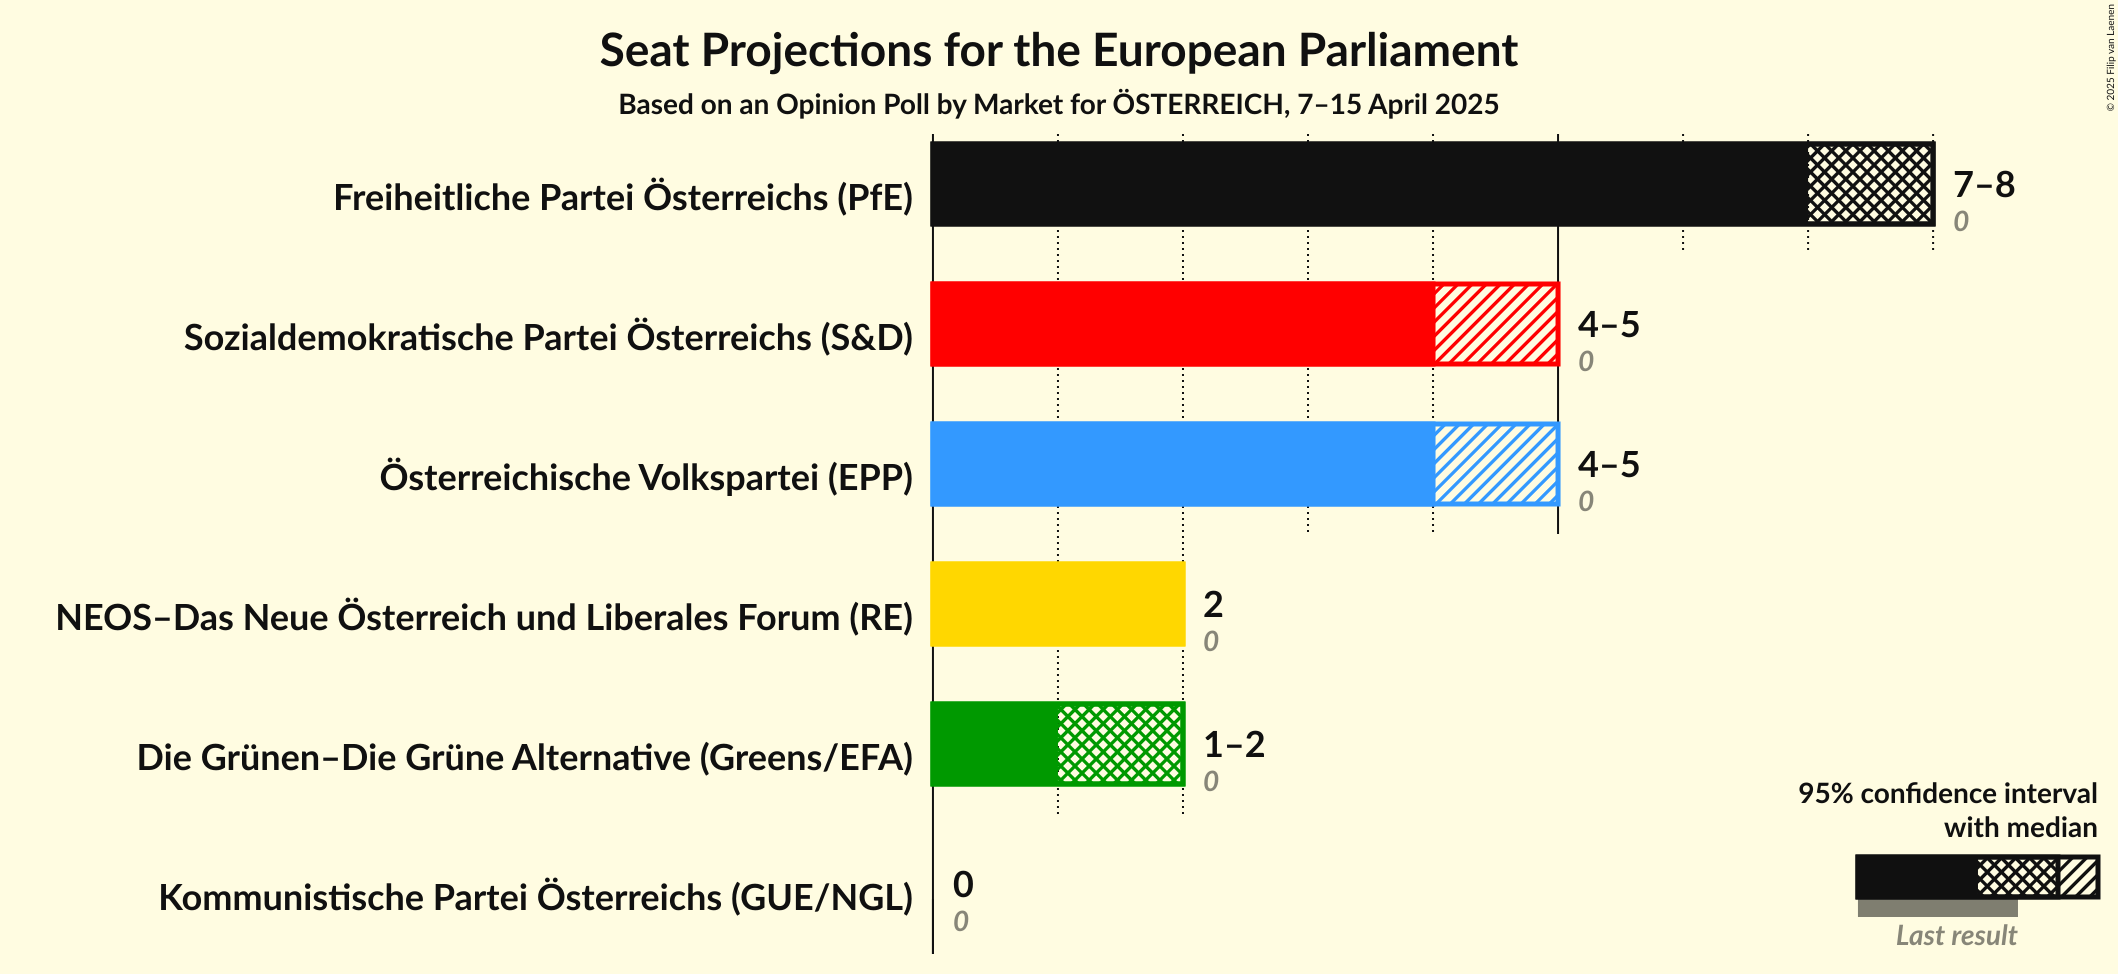 Seat Projections for the European Parliament
Based on an Opinion Poll by Market for ÖSTERREICH, 7–15 April 2025
© 2025 Filip van Laenen
Freiheitliche Partei Österreichs (PfE)
7–8
0
Sozialdemokratische Partei Österreichs (S&D)
4–5
0
Österreichische Volkspartei (EPP)
4–5
0
NEOS–Das Neue Österreich und Liberales Forum (RE)
2
0
Die Grünen–Die Grüne Alternative (Greens/EFA)
1–2
0
Kommunistische Partei Österreichs (GUE/NGL)
0
0
95% confidence interval
with median
Last result